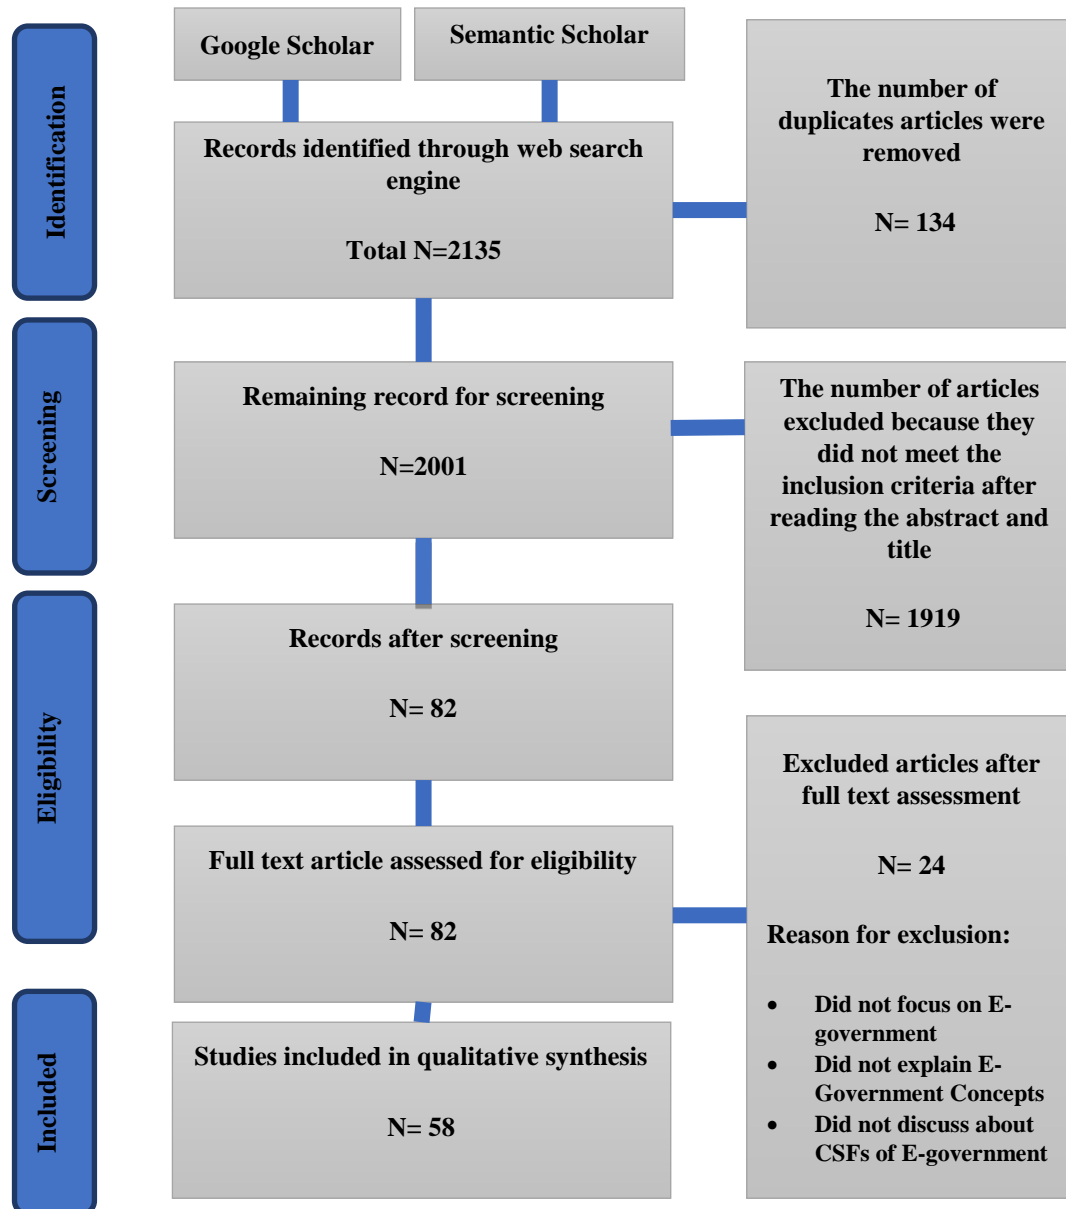 Identification
Google Scholar
Semantic Scholar
Records identified through web search
engine
Total N=2135
The number of
duplicates articles were
removed
N= 134
Screening
Remaining record for screening
N=2001
The number of articles
excluded because they
did not meet the
inclusion criteria after
reading the abstract and
title
N= 1919
Eligibility
Records after screening
N= 82
Full text article assessed for eligibility
N= 82
Excluded articles after
full text assessment
N= 24
Reason for exclusion:
• Did not focus on E-
government
• Did not explain E-
Government Concepts
• Did not discuss about
CSFs of E-government
Included
Studies included in qualitative synthesis
N= 58